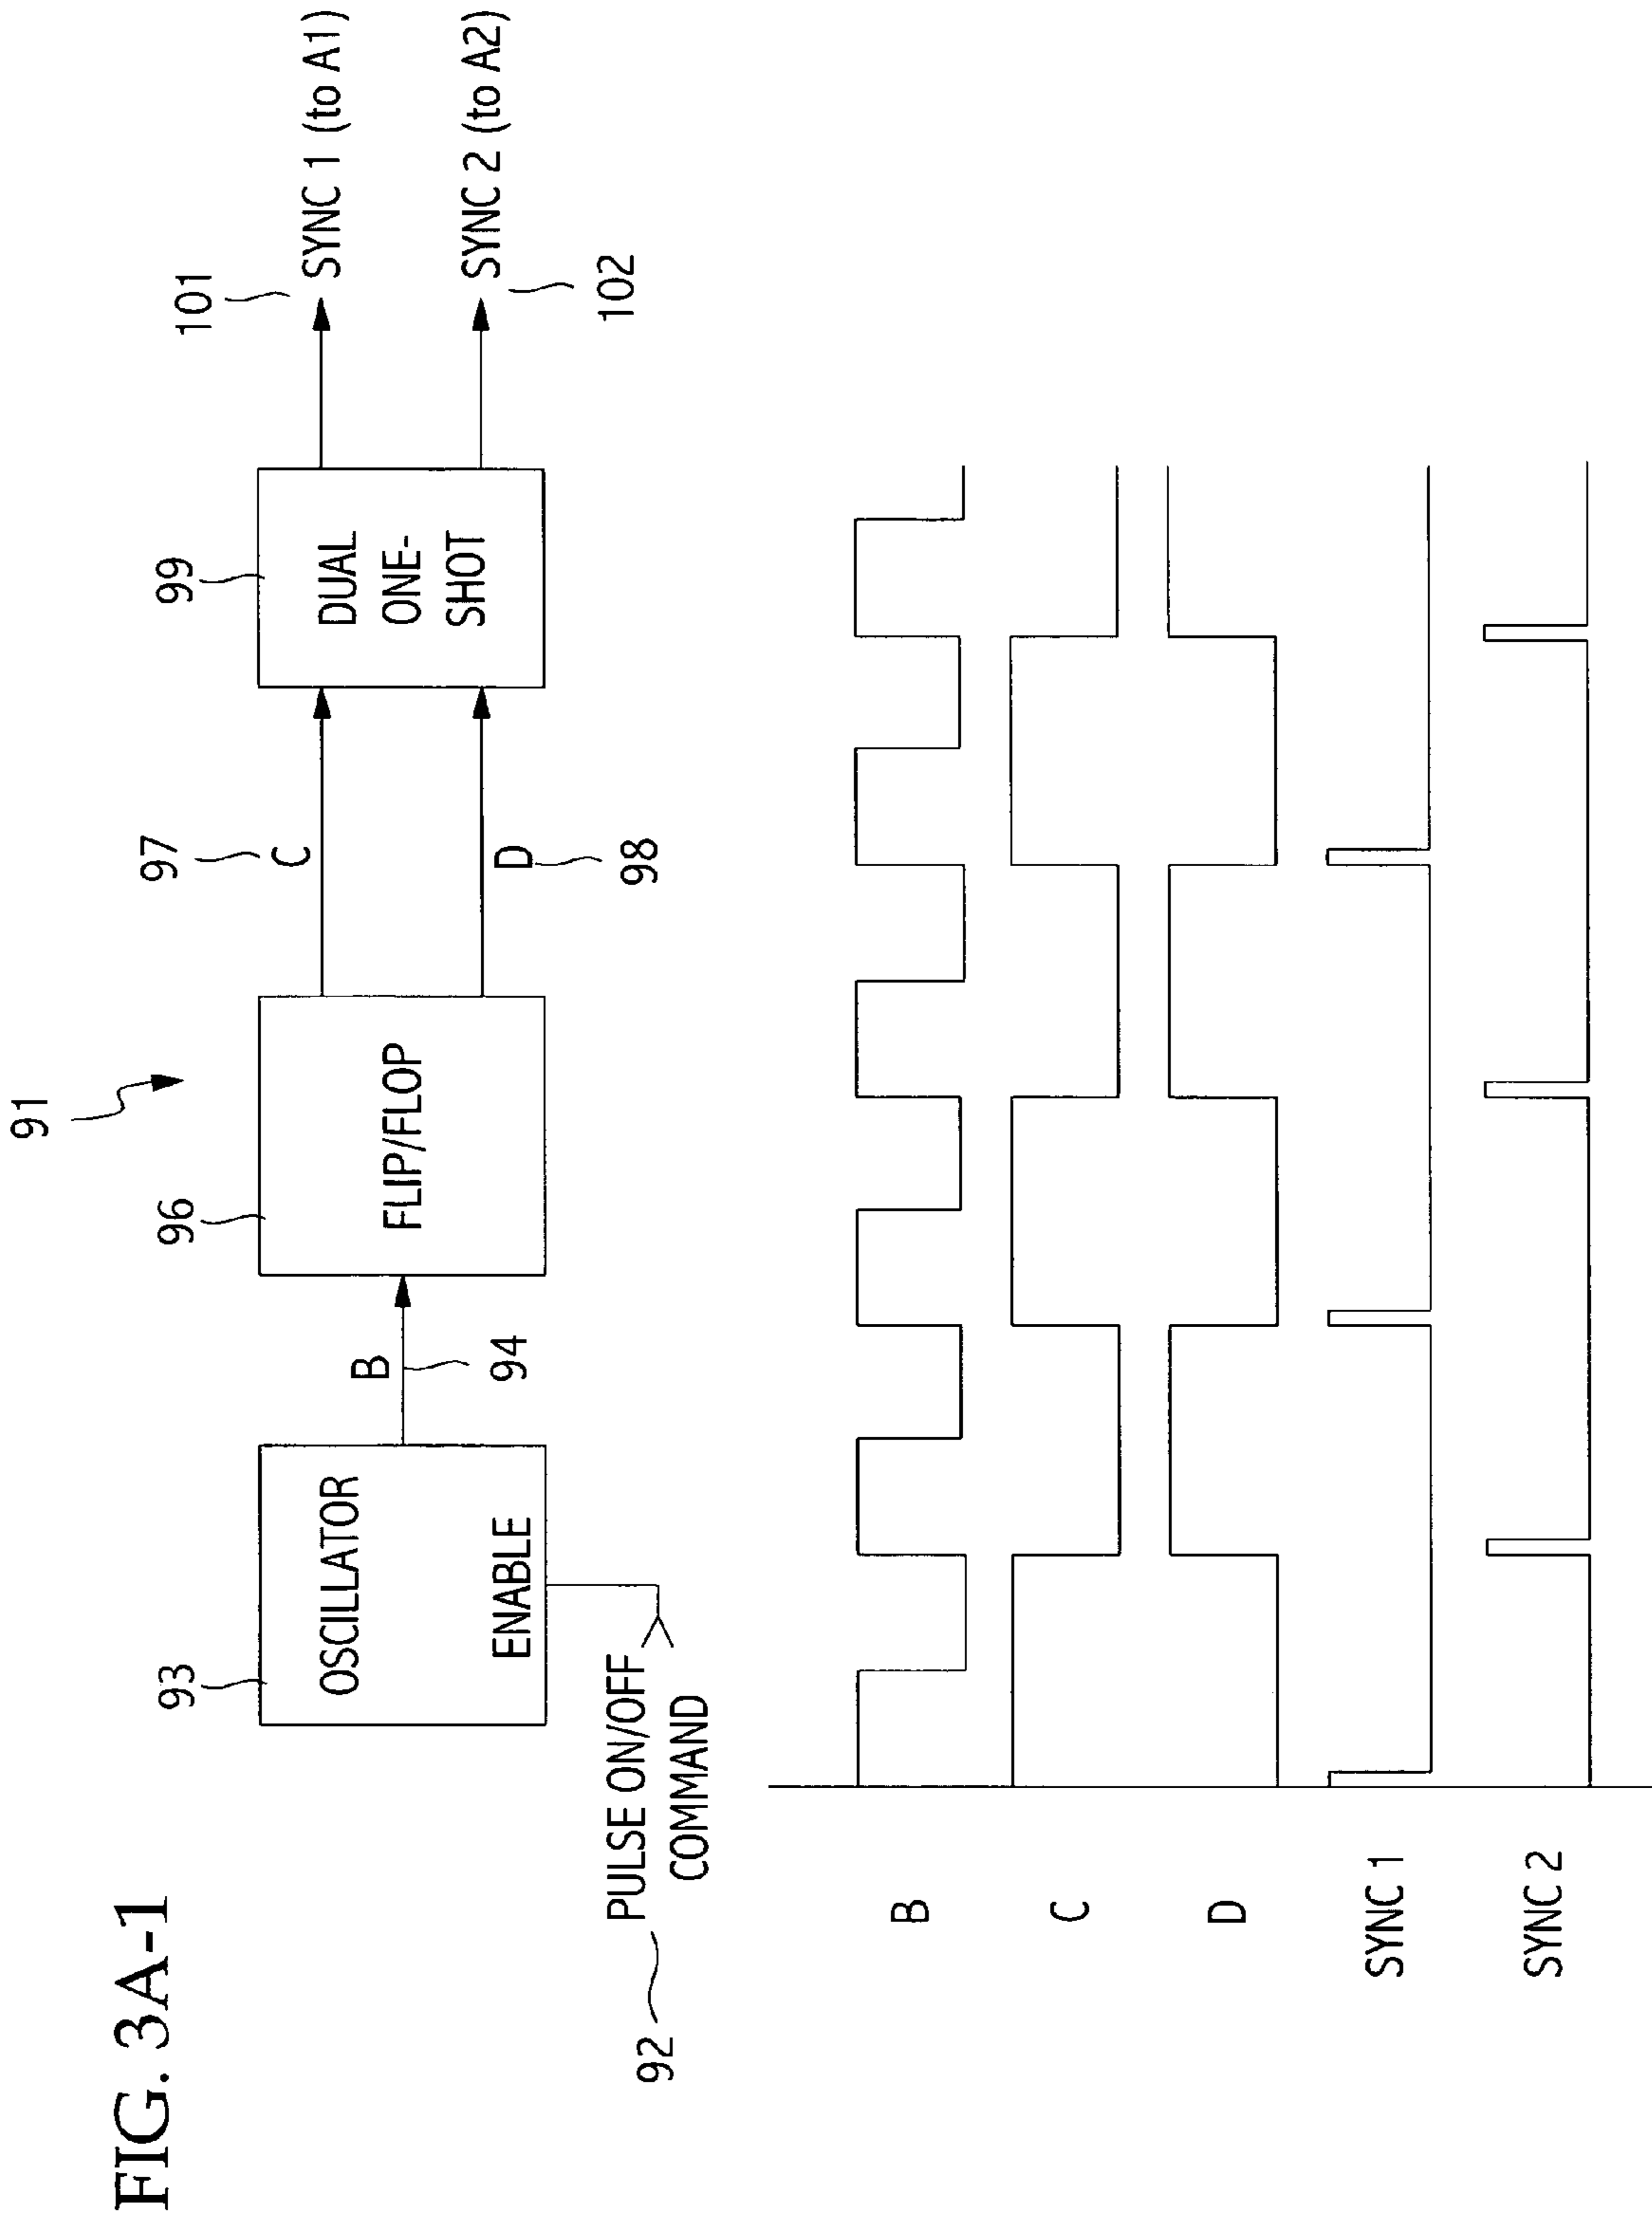 FIG. 3A-1
91
93
OSCILLATOR
ENABLE
B
94
96
FLIP/FLOP
97
C
D
98
99
DUAL
ONE-
SHOT
101
SYNC 1 (to A1)
SYNC 2 (to A2)
102
92
PULSE ON/OFF
COMMAND
B
C
D
SYNC 1
SYNC 2